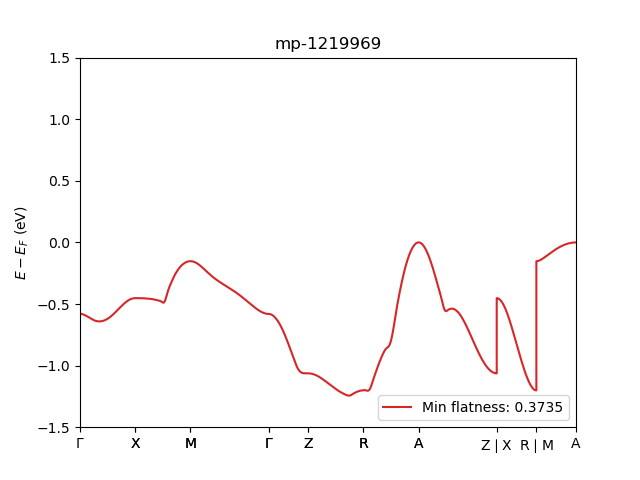 mp-1219969
E − E_F (eV)
1.5
1.0
0.5
0.0
−0.5
−1.0
−1.5
Min flatness: 0.3735
Γ X M Γ Z R A Z | X R | M A